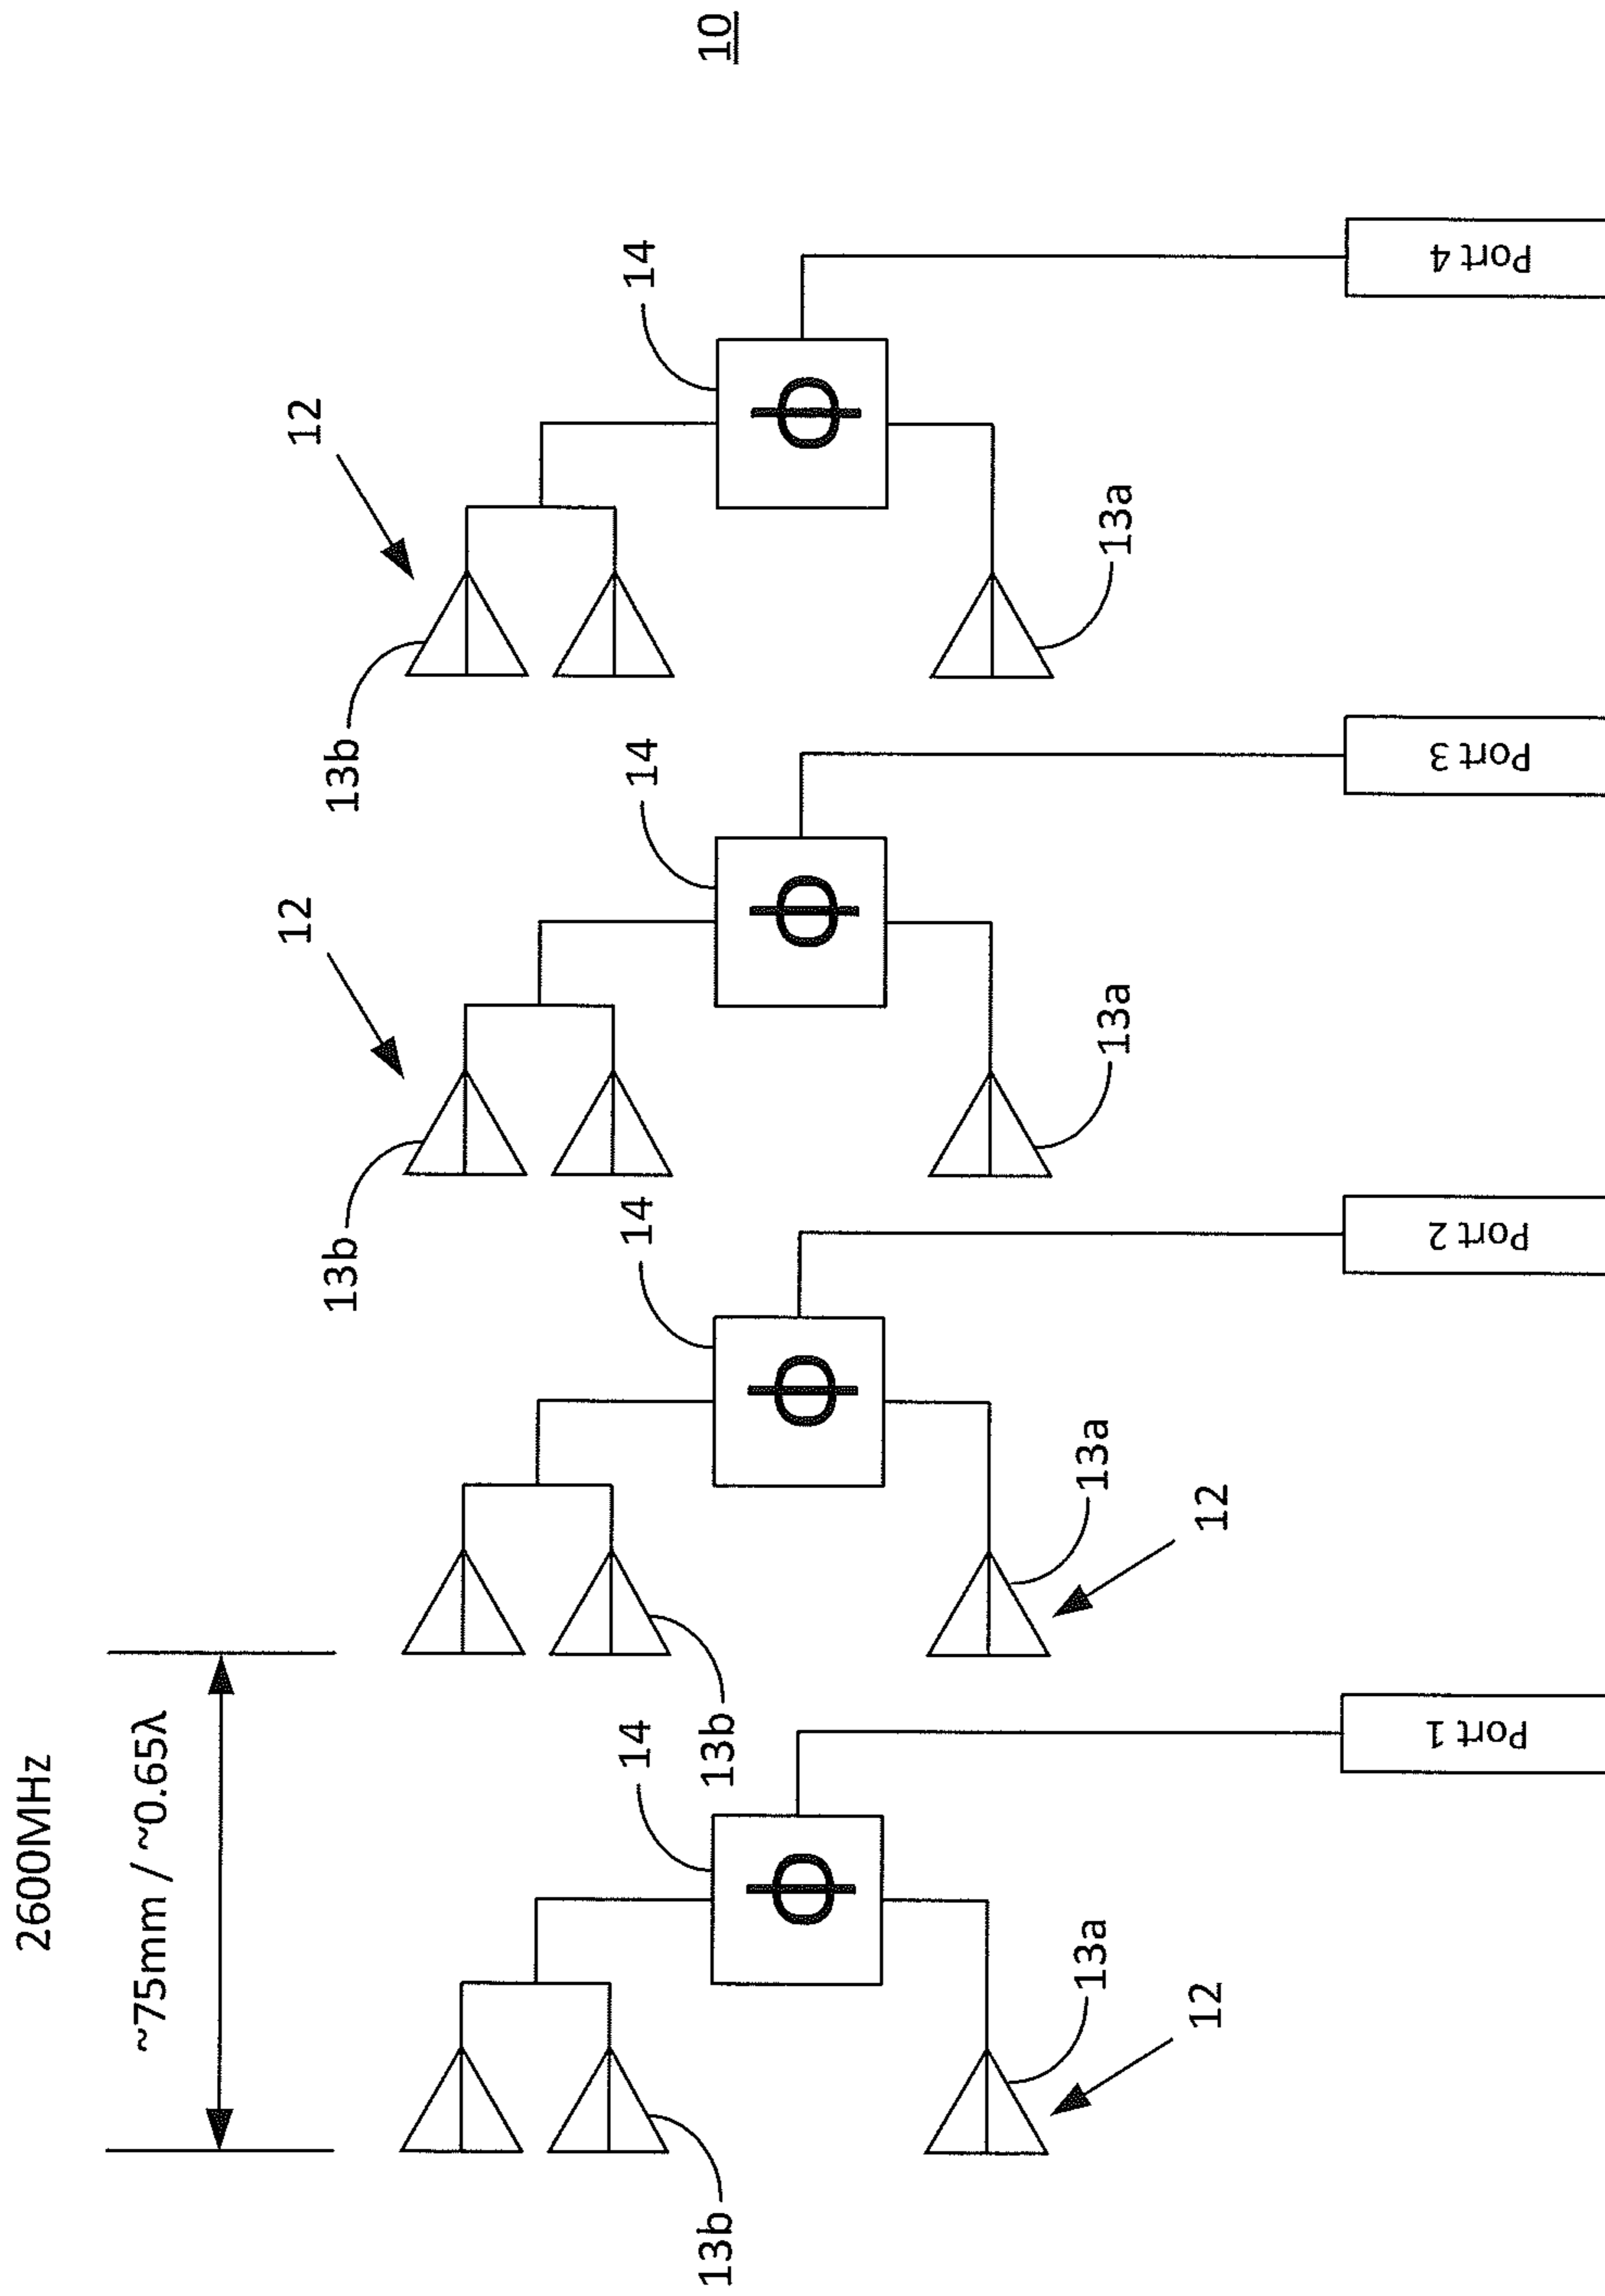 2600MHz
~75mm / ~0.65λ
10
13b
14
13a
12
Port 1
13b
14
13a
12
Port 2
12
13b
14
13a
Port 3
12
13b
14
13a
Port 4
Φ
Φ
Φ
Φ